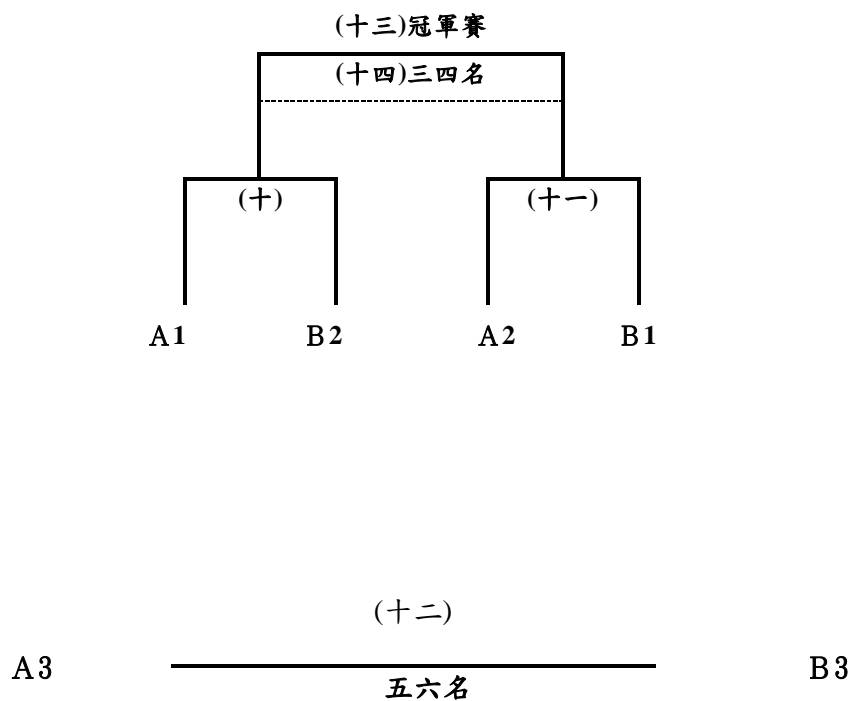 (十三)冠軍賽
(十四)三四名
(十) (十一)
A1 B2 A2 B1
(十二)
A3 B3
五六名